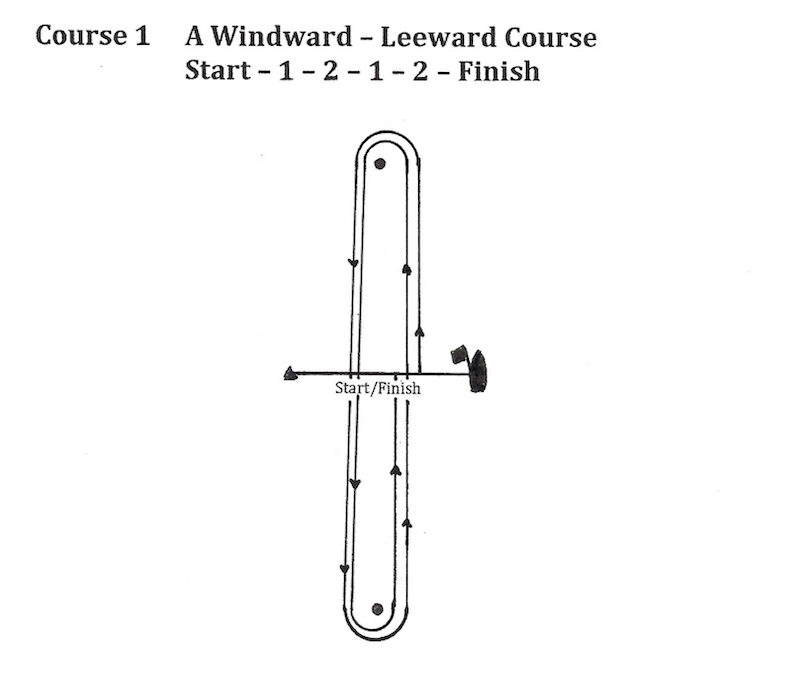 Course 1 A Windward – Leeward Course
Start – 1 – 2 – 1 – 2 – Finish
Start/Finish